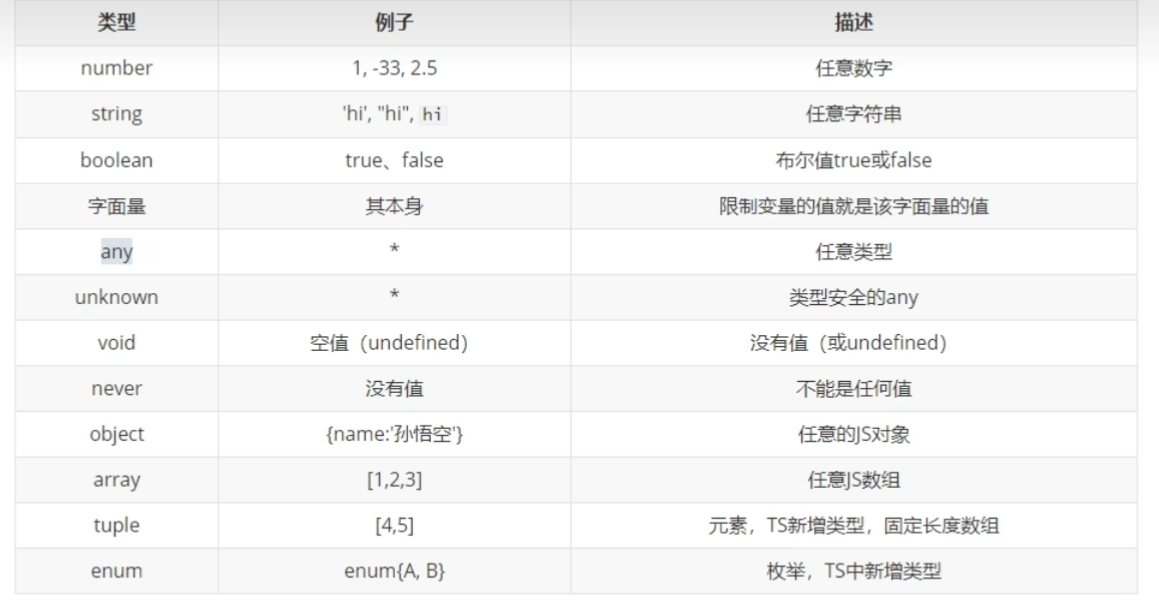 类型 例子 描述
number 1, -33, 2.5 任意数字
string 'hi', "hi", hi 任意字符串
boolean true、false 布尔值true或false
字面量 其本身 限制变量的值就是该字面量的值
any * 任意类型
unknown * 类型安全的any
void 空值（undefined） 没有值（或undefined）
never 没有值 不能是任何值
object {name:'孙悟空'} 任意的JS对象
array [1,2,3] 任意JS数组
tuple [4,5] 元素，TS新增类型，固定长度数组
enum enum{A, B} 枚举，TS中新增类型